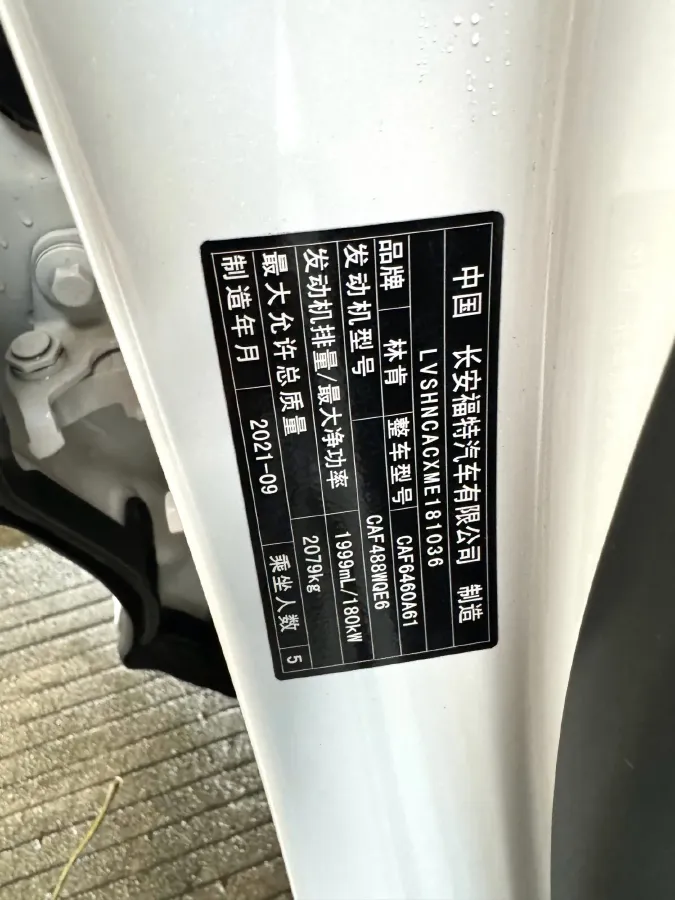 中国 长安福特汽车有限公司 制造
LVSHNCACXME181036
品牌 林肯 整车型号 CAF6460A61
发动机型号 CAF488WQE6
发动机排量/最大净功率 1999mL/180kW
最大允许总质量 2079kg
制造年月 2021-09 乘坐人数 5